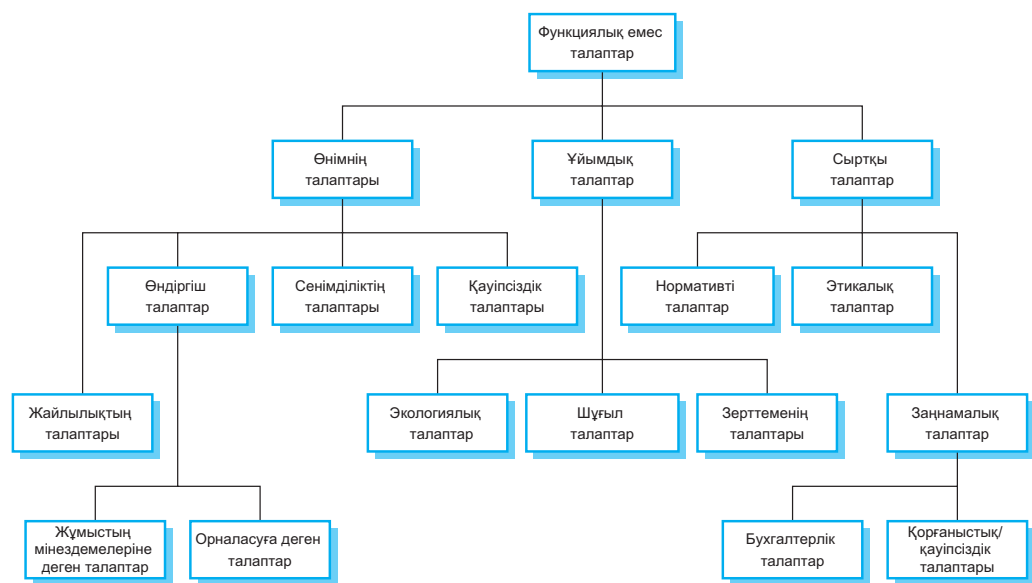 Функциялық емес
талаптар
Өнімнің
талаптары
Ұйымдық
талаптар
Сыртқы
талаптар
Өндіргіш
талаптар
Сенімділіктің
талаптары
Қауіпсіздік
талаптары
Нормативті
талаптар
Этикалық
талаптар
Жайлылықтың
талаптары
Экологиялық
талаптар
Шұғыл
талаптар
Зерттеменің
талаптары
Заңнамалық
талаптар
Жұмыстың
мінездемелеріне
деген талаптар
Орналасуға деген
талаптар
Бухгалтерлік
талаптар
Қорғаныстық/
қауіпсіздік
талаптары